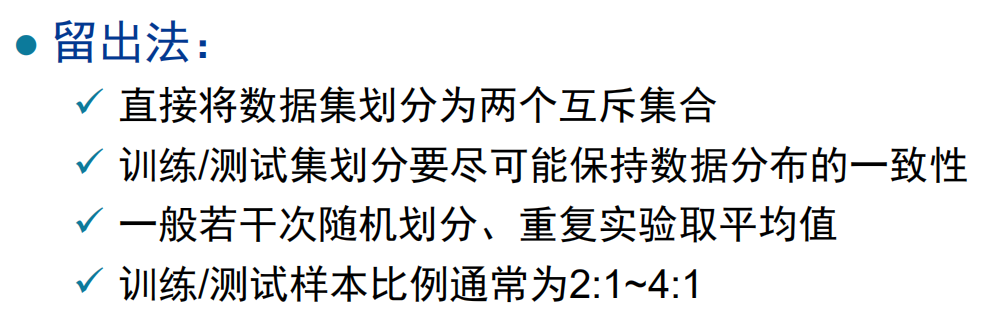 留出法：
直接将数据集划分为两个互斥集合
训练/测试集划分要尽可能保持数据分布的一致性
一般若干次随机划分、重复实验取平均值
训练/测试样本比例通常为2:1~4:1